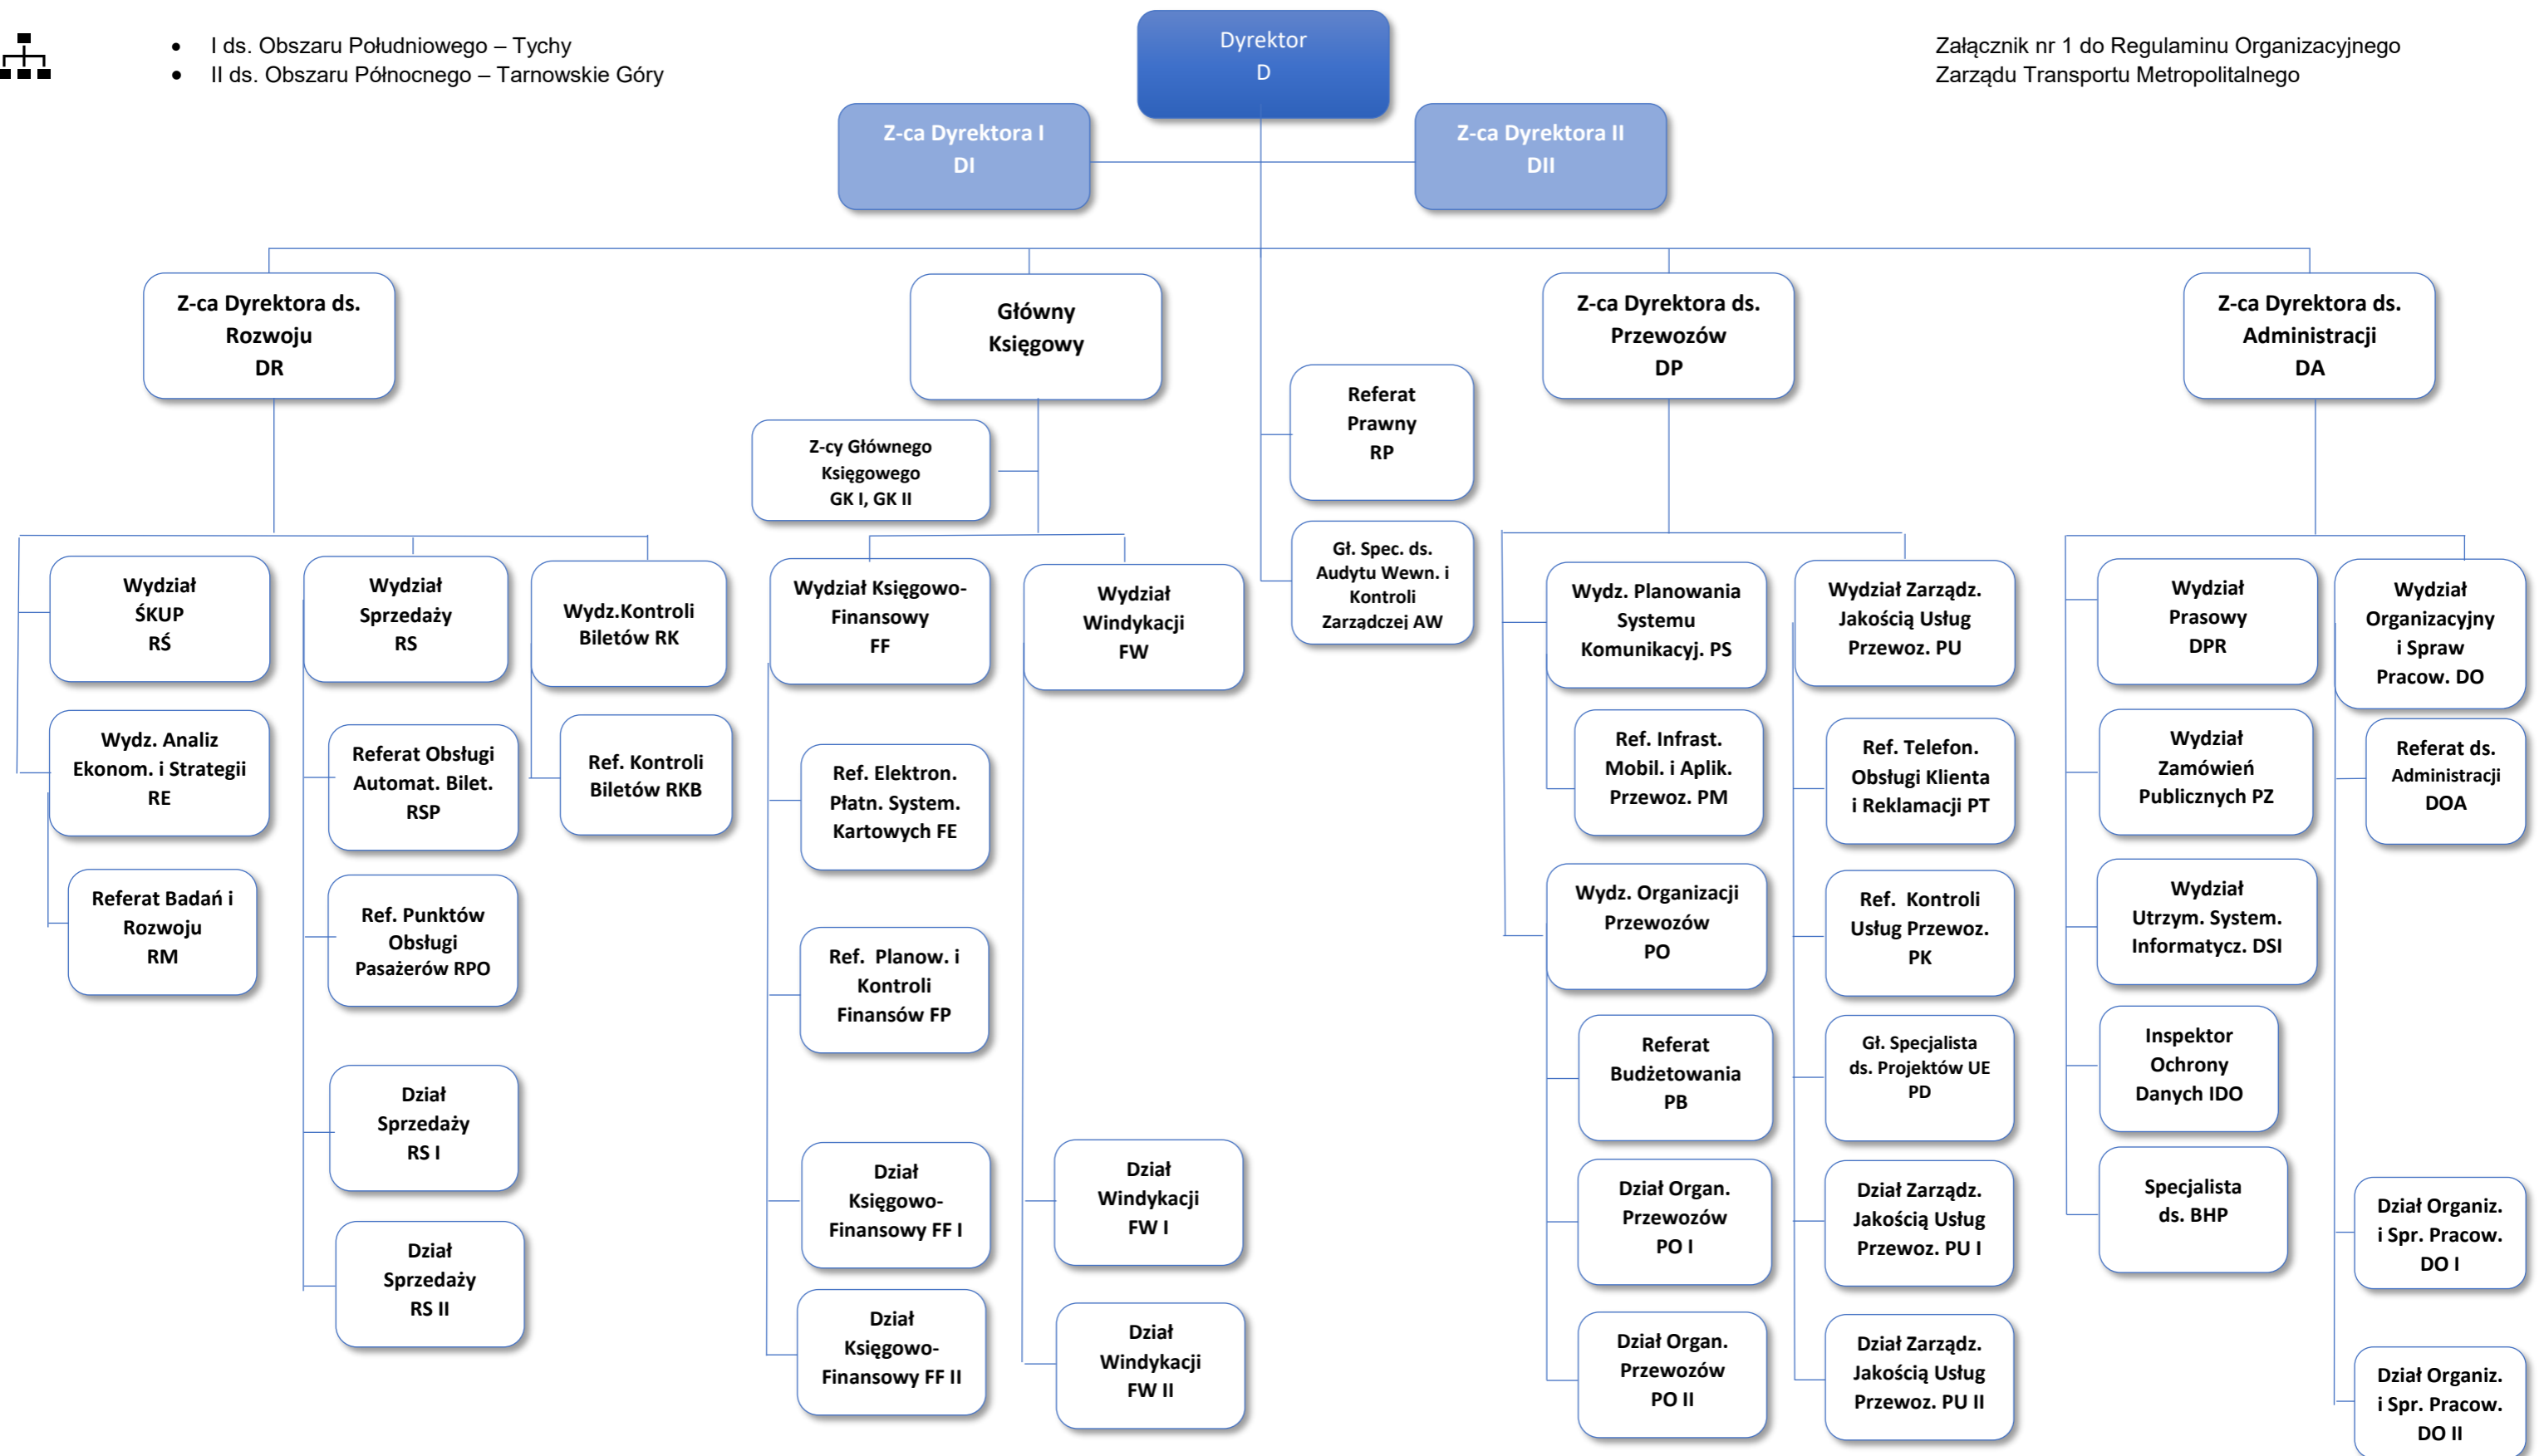 • I ds. Obszaru Południowego – Tychy
• II ds. Obszaru Północnego – Tarnowskie Góry
Dyrektor
D
Załącznik nr 1 do Regulaminu Organizacyjnego
Zarządu Transportu Metropolitalnego
Z-ca Dyrektora I
DI
Z-ca Dyrektora II
DII
Z-ca Dyrektora ds.
Rozwoju
DR
Główny
Księgowy
Z-ca Dyrektora ds.
Przewozów
DP
Z-ca Dyrektora ds.
Administracji
DA
Referat
Prawny
RP
Z-cy Głównego
Księgowego
GK I, GK II
Gł. Spec. ds.
Audytu Wewn. i
Kontroli
Zarządczej AW
Wydział
ŚKUP
RŚ
Wydział
Sprzedaży
RS
Wydz.Kontroli
Biletów RK
Wydział Księgowo-
Finansowy
FF
Wydział
Windykacji
FW
Wydz. Planowania
Systemu
Komunikacyj. PS
Wydział Zarządz.
Jakością Usług
Przewoz. PU
Wydział
Prasowy
DPR
Wydział
Organizacyjny
i Spraw
Pracow. DO
Wydz. Analiz
Ekonom. i Strategii
RE
Referat Obsługi
Automat. Bilet.
RSP
Ref. Kontroli
Biletów RKB
Ref. Elektron.
Płatn. System.
Kartowych FE
Ref. Infrast.
Mobil. i Aplik.
Przewoz. PM
Ref. Telefon.
Obsługi Klienta
i Reklamacji PT
Wydział
Zamówień
Publicznych PZ
Referat ds.
Administracji
DOA
Referat Badań i
Rozwoju
RM
Ref. Punktów
Obsługi
Pasażerów RPO
Ref. Planow. i
Kontroli
Finansów FP
Wydz. Organizacji
Przewozów
PO
Ref. Kontroli
Usług Przewoz.
PK
Wydział
Utrzym. System.
Informatycz. DSI
Dział
Sprzedaży
RS I
Referat
Budżetowania
PB
Gł. Specjalista
ds. Projektów UE
PD
Inspektor
Ochrony
Danych IDO
Dział
Księgowo-
Finansowy FF I
Dział
Windykacji
FW I
Dział Organ.
Przewozów
PO I
Dział Zarządz.
Jakością Usług
Przewoz. PU I
Specjalista
ds. BHP
Dział Organiz.
i Spr. Pracow.
DO I
Dział
Sprzedaży
RS II
Dział
Księgowo-
Finansowy FF II
Dział
Windykacji
FW II
Dział Organ.
Przewozów
PO II
Dział Zarządz.
Jakością Usług
Przewoz. PU II
Dział Organiz.
i Spr. Pracow.
DO II